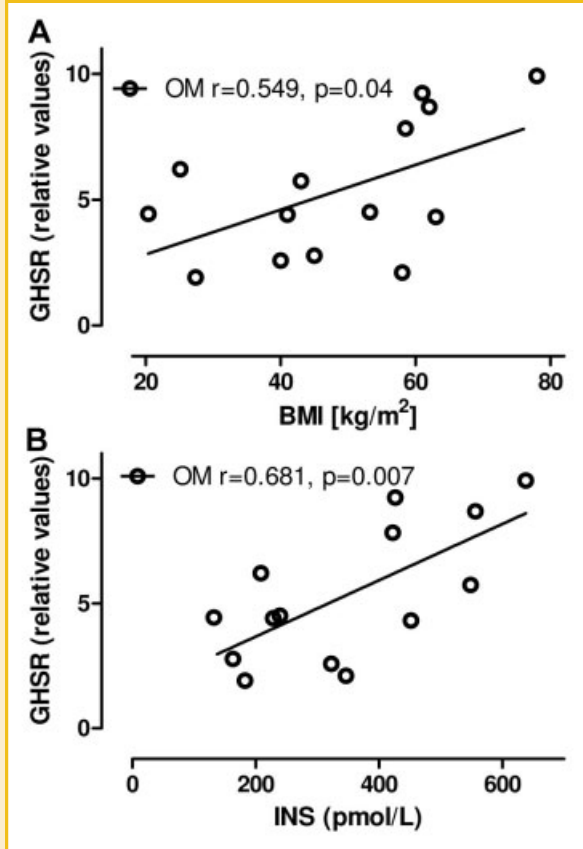 A
GHSR (relative values)
10
5
0
OM r=0.549, p=0.04
20 40 60 80
BMI [kg/m²]
B
GHSR (relative values)
10
5
0
OM r=0.681, p=0.007
0 200 400 600
INS (pmol/L)